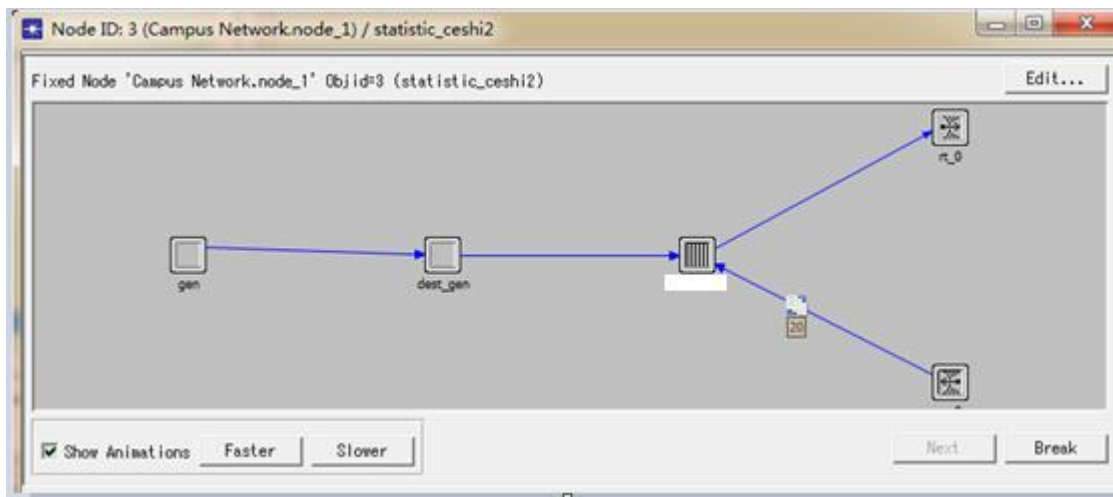 Node ID: 3 (Campus Network.node_1) / statistic_ceshi2
Fixed Node 'Campus Network.node_1' Objid=3 (statistic_ceshi2)
Edit...
rt_0
gen
dest_gen
20
Show Animations
Faster
Slower
Next
Break